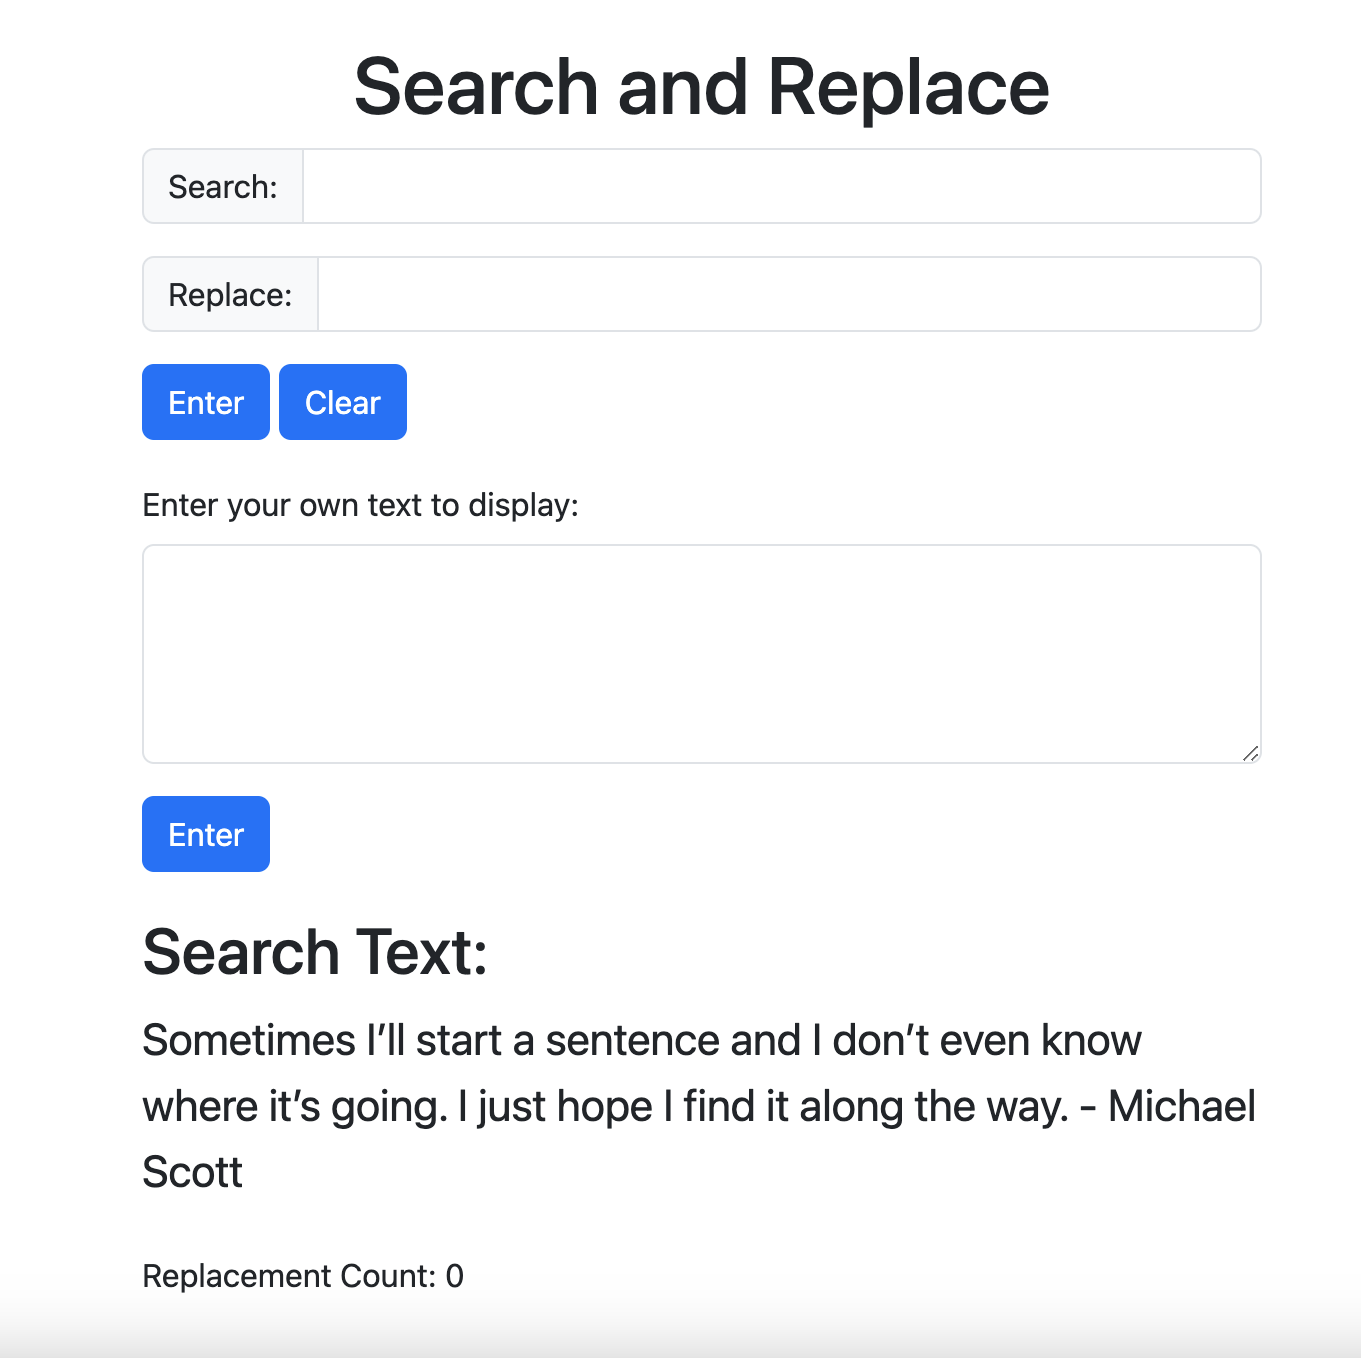 Search and Replace
Search:
Replace:
Enter Clear
Enter your own text to display:
Enter
Search Text:
Sometimes I’ll start a sentence and I don’t even know
where it’s going. I just hope I find it along the way. - Michael
Scott
Replacement Count: 0